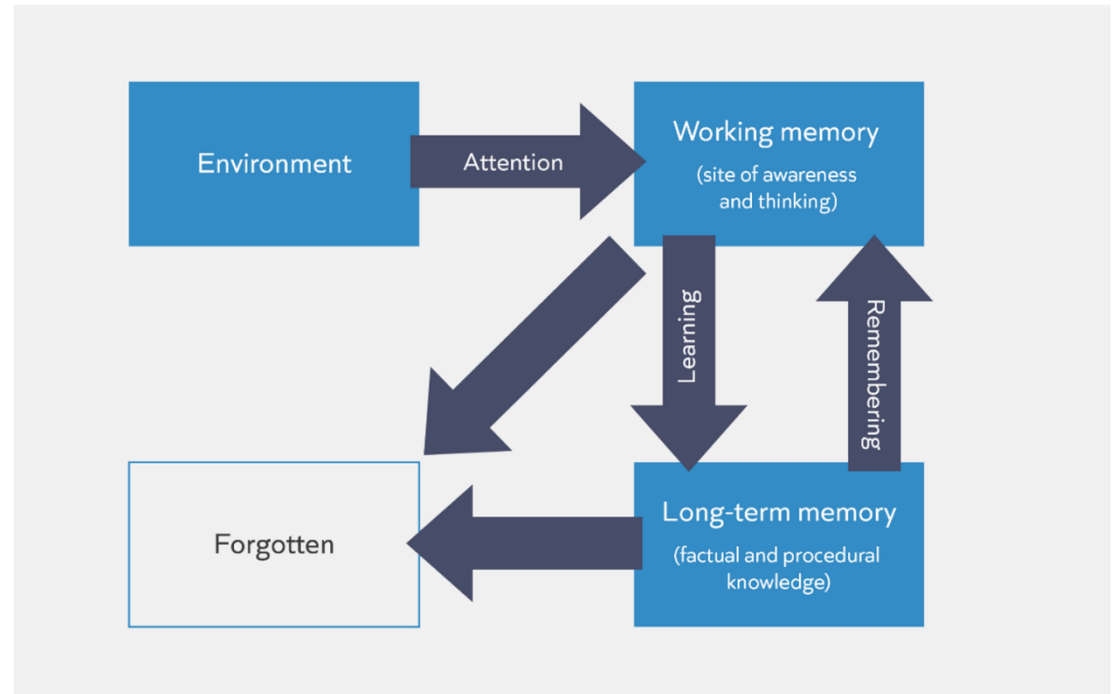 Environment
Attention
Working memory
(site of awareness
and thinking)
Learning
Remembering
Forgotten
Long-term memory
(factual and procedural
knowledge)